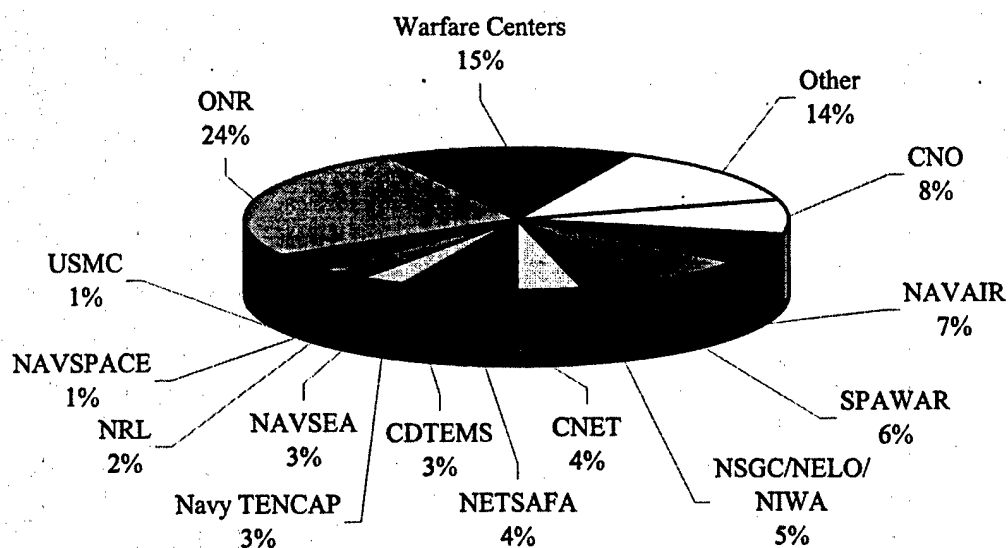 Warfare Centers
15%
Other
14%
ONR
24%
CNO
8%
USMC
1%
NAVAIR
7%
NAVSPACE
1%
SPAWAR
6%
NRL
2%
NAVSEA
3%
CDTEMS
3%
CNET
4%
NSGC/NELO/
NIWA
5%
Navy TENCAP
3%
NETSAFA
4%